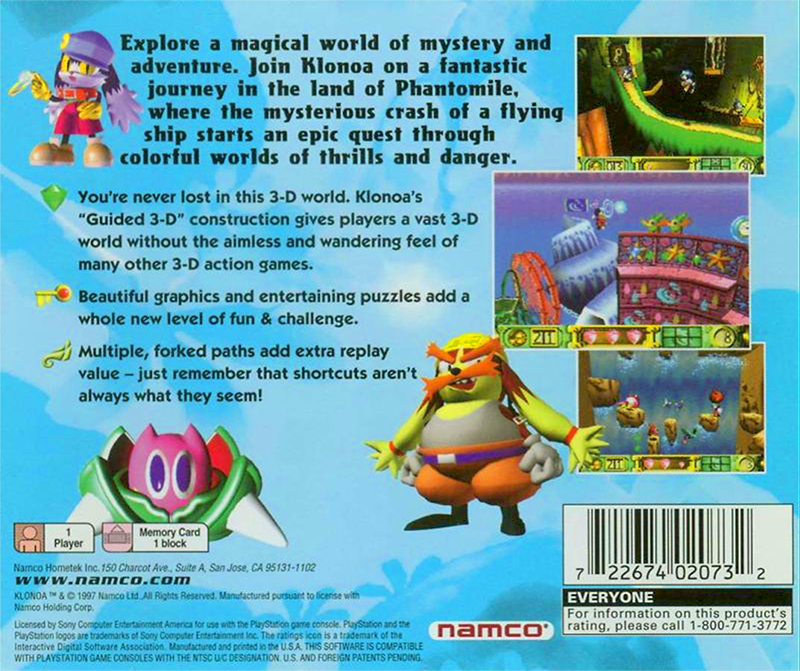 Explore a magical world of mystery and
adventure. Join Klonoa on a fantastic
journey in the land of Phantomile,
where the mysterious crash of a flying
ship starts an epic quest through
colorful worlds of thrills and danger.
You're never lost in this 3-D world. Klonoa's
"Guided 3-D" construction gives players a vast 3-D
world without the aimless and wandering feel of
many other 3-D action games.
Beautiful graphics and entertaining puzzles add a
whole new level of fun & challenge.
Multiple, forked paths add extra replay
value – just remember that shortcuts aren't
always what they seem!
211
8
211
1
Player
Memory Card
1 block
Namco Hometek Inc. 150 Charcot Ave., Suite A, San Jose, CA 95131-1102
www.namco.com
KLONOA ™ & © 1997 Namco Ltd. All Rights Reserved. Manufactured pursuant to license with
Namco Holding Corp.
Licensed by Sony Computer Entertainment America for use with the PlayStation game console. PlayStation and the
PlayStation logos are trademarks of Sony Computer Entertainment Inc. The ratings icon is a trademark of the
Interactive Digital Software Association. Manufactured and printed in the U.S.A. THIS SOFTWARE IS COMPATIBLE
WITH PLAYSTATION GAME CONSOLES WITH THE NTSC U/C DESIGNATION. U.S. AND FOREIGN PATENTS PENDING.
namco®
7 22674 02073 2
EVERYONE
For information on this product's
rating, please call 1-800-771-3772